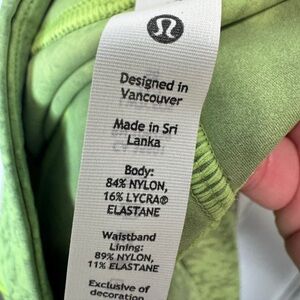 Designed in
Vancouver
Made in Sri
Lanka
Body:
84% NYLON,
16% LYCRA®
ELASTANE
Waistband
Lining:
89% NYLON,
11% ELASTANE
Exclusive of
decoration